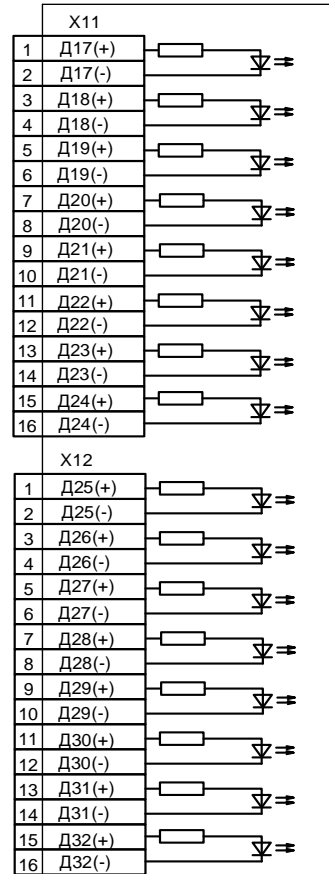 X11
1 Д17(+)
2 Д17(-)
3 Д18(+)
4 Д18(-)
5 Д19(+)
6 Д19(-)
7 Д20(+)
8 Д20(-)
9 Д21(+)
10 Д21(-)
11 Д22(+)
12 Д22(-)
13 Д23(+)
14 Д23(-)
15 Д24(+)
16 Д24(-)
X12
1 Д25(+)
2 Д25(-)
3 Д26(+)
4 Д26(-)
5 Д27(+)
6 Д27(-)
7 Д28(+)
8 Д28(-)
9 Д29(+)
10 Д29(-)
11 Д30(+)
12 Д30(-)
13 Д31(+)
14 Д31(-)
15 Д32(+)
16 Д32(-)